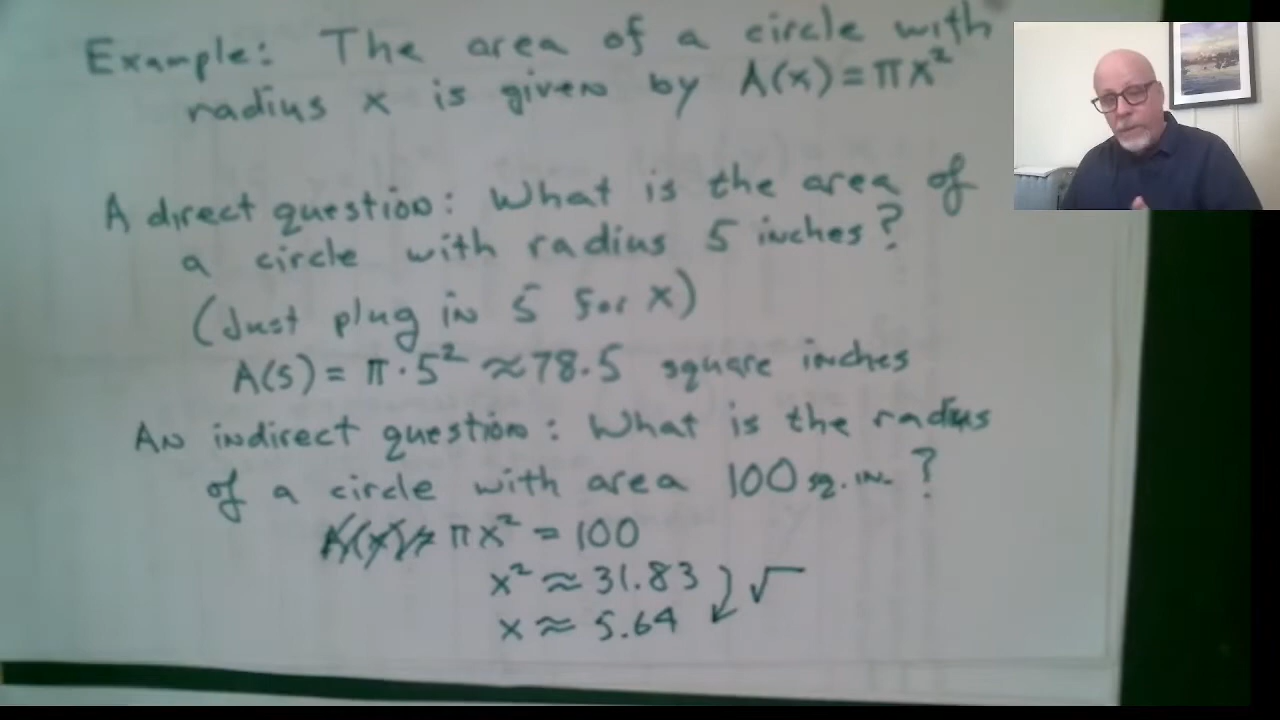 Example: The area of a circle with
radius x is given by A(x) = πx²
A direct question: What is the area of
a circle with radius 5 inches?
(Just plug in 5 for x)
A(5) = π · 5² ≈ 78.5 square inches
An indirect question: What is the radius
of a circle with area 100 sq. in. ?
A(x) = πx² = 100
x² ≈ 31.83 √
x ≈ 5.64